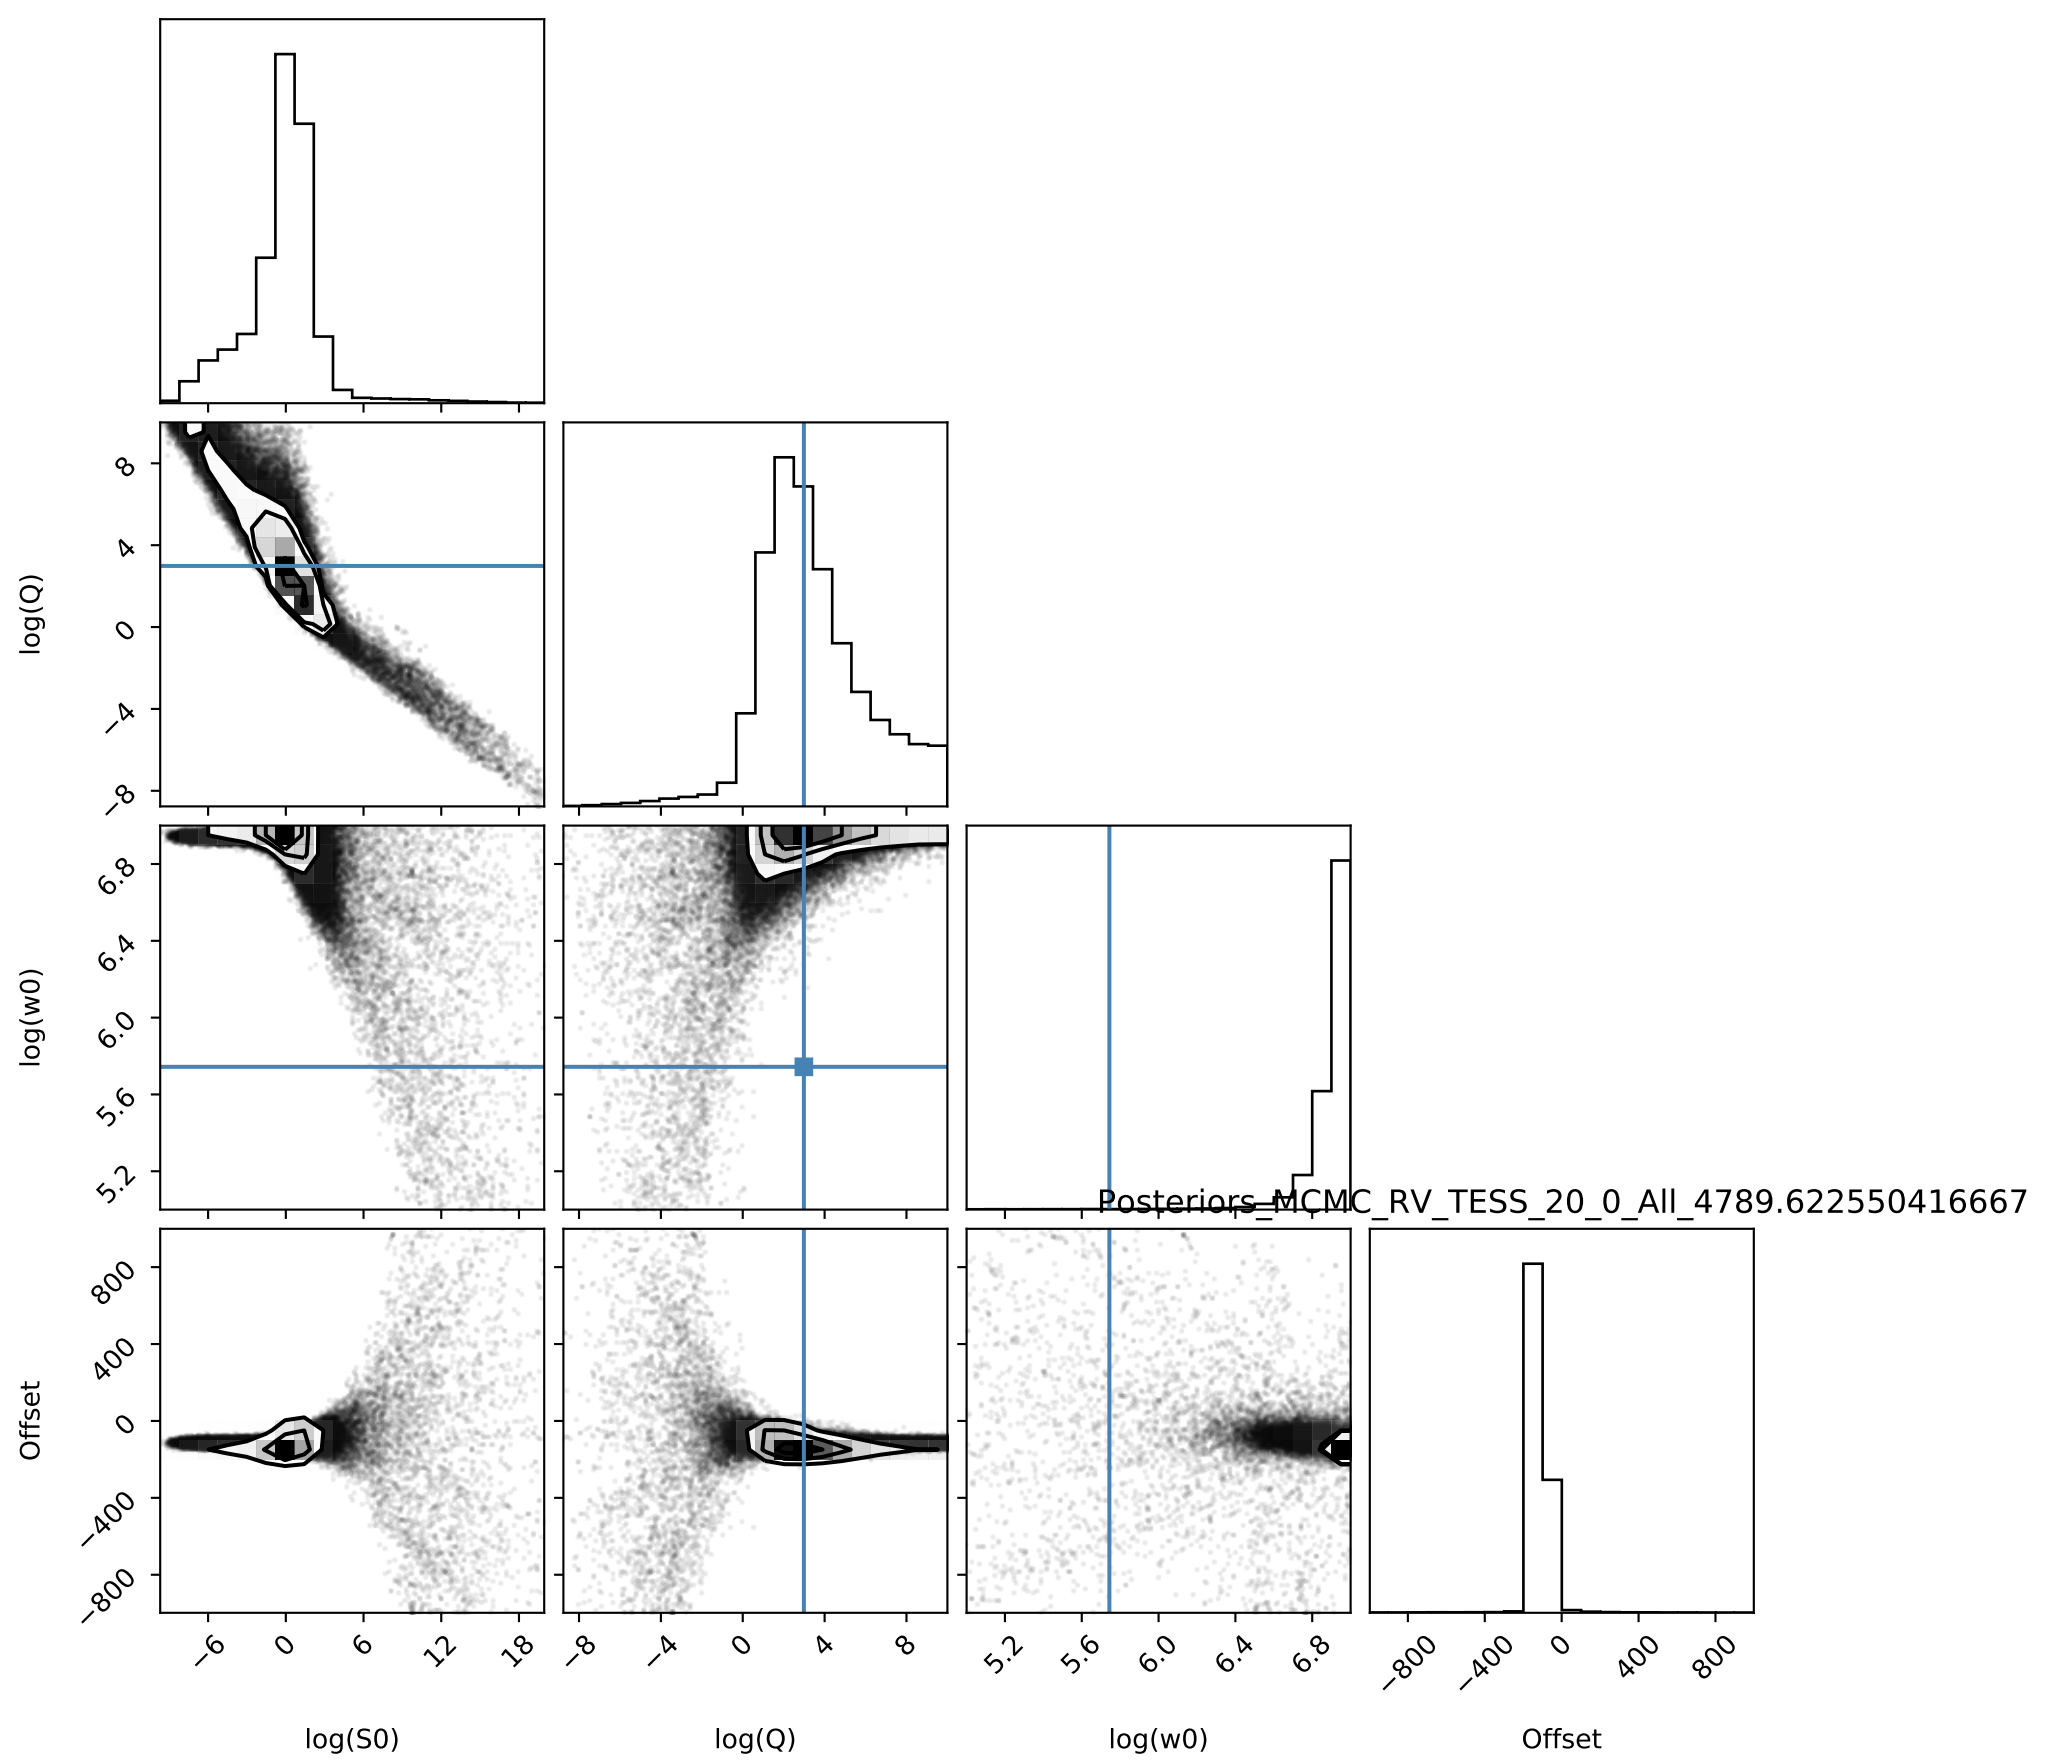 log(Q)
8
4
0
−4
−8
log(w0)
6.8
6.4
6.0
5.6
5.2
Posteriors_MCMC_RV_TESS_20_0_All_4789.622550416667
Offset
800
400
0
−400
−800
−6 0 6 12 18 −8 −4 0 4 8 5.2 5.6 6.0 6.4 6.8 −800 −400 0 400 800
log(S0) log(Q) log(w0) Offset